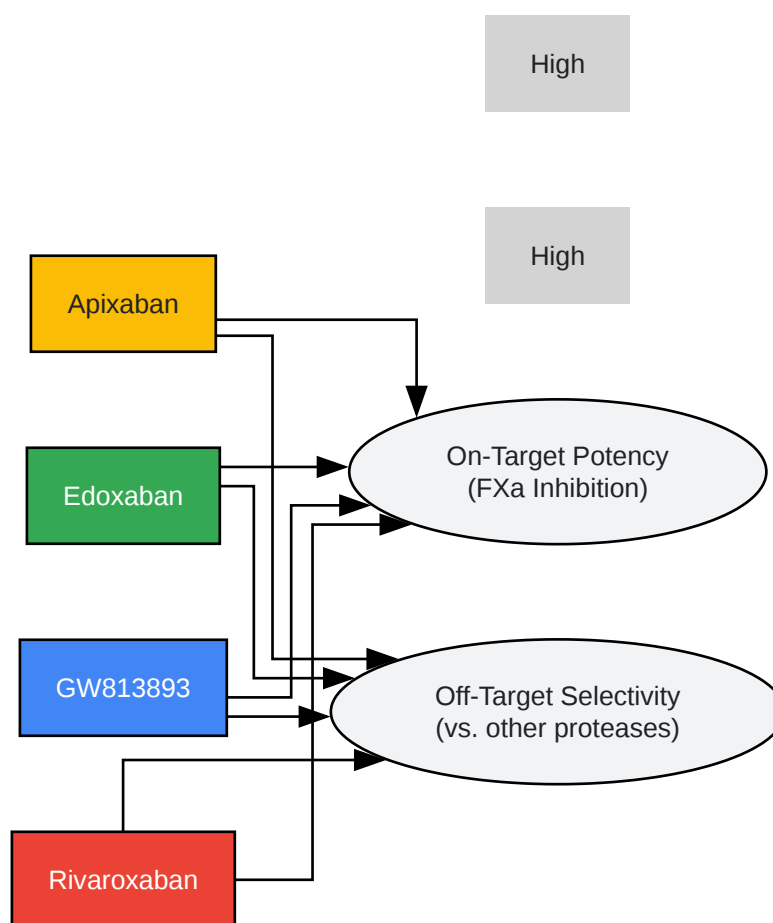 High
High
Apixaban
On-Target Potency
(FXa Inhibition)
Edoxaban
GW813893
Off-Target Selectivity
(vs. other proteases)
Rivaroxaban